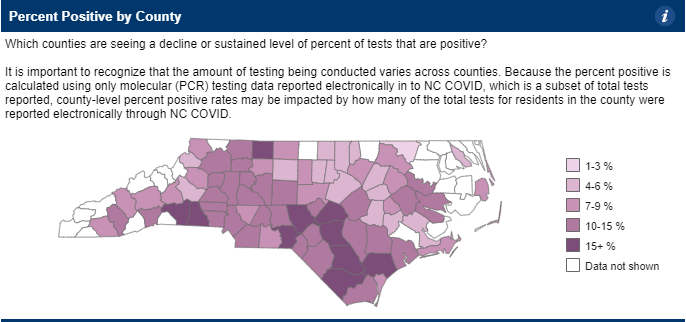 Percent Positive by County
i
Which counties are seeing a decline or sustained level of percent of tests that are positive?
It is important to recognize that the amount of testing being conducted varies across counties. Because the percent positive is
calculated using only molecular (PCR) testing data reported electronically in to NC COVID, which is a subset of total tests
reported, county-level percent positive rates may be impacted by how many of the total tests for residents in the county were
reported electronically through NC COVID.
1-3 %
4-6 %
7-9 %
10-15 %
15+ %
Data not shown